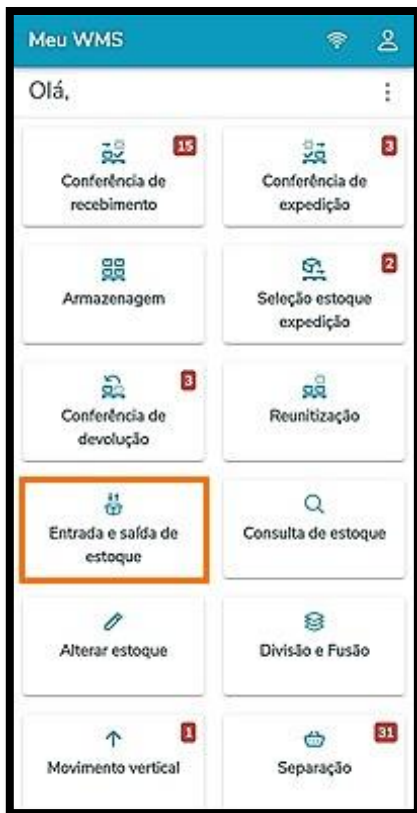 Meu WMS
Olá,
15
Conferência de
recebimento
3
Conferência de
expedição
Armazenagem
2
Seleção estoque
expedição
3
Conferência de
devolução
Reunitização
Entrada e saída de
estoque
Consulta de estoque
Alterar estoque
Divisão e Fusão
1
Movimento vertical
31
Separação